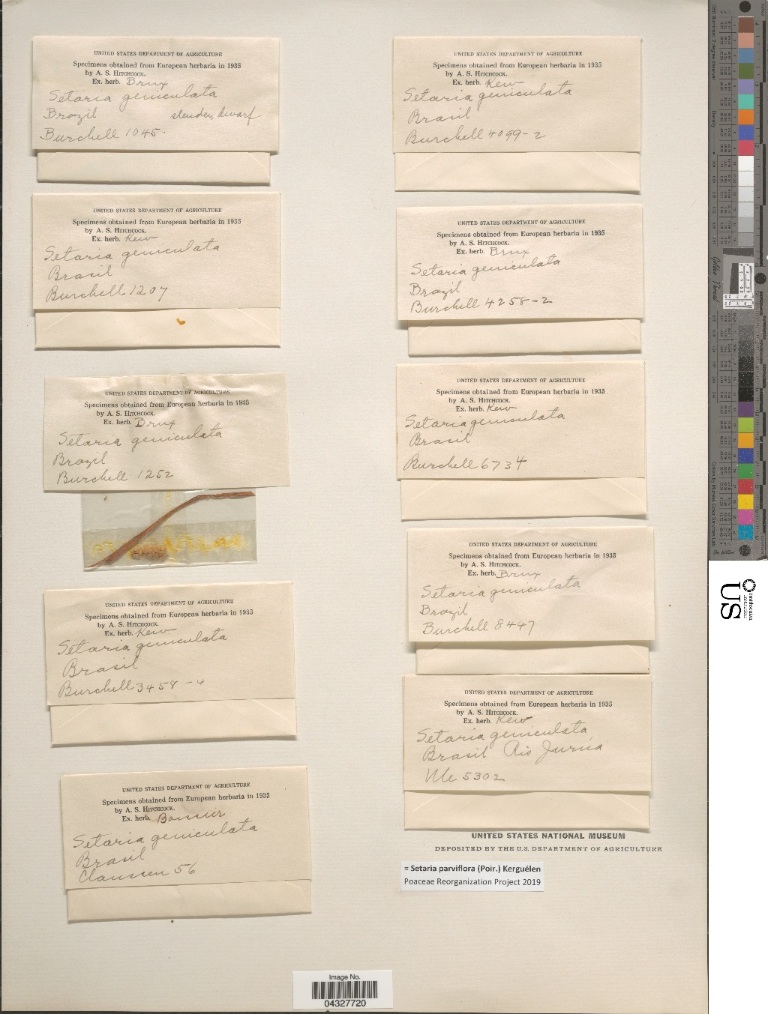 UNITED STATES DEPARTMENT OF AGRICULTURE
Specimens obtained from European herbaria in 1935
by A. S. Hitchcock.
Ex. herb. Brux
Setaria geniculata
Brazil slender, dwarf
Burchell 1045-
UNITED STATES DEPARTMENT OF AGRICULTURE
Specimens obtained from European herbaria in 1935
by A. S. Hitchcock.
Ex. herb. Kew
Setaria geniculata
Brasil
Burchell 1207
UNITED STATES DEPARTMENT OF AGRICULTURE
Specimens obtained from European herbaria in 1935
by A. S. Hitchcock.
Ex. herb. Brux
Setaria geniculata
Brazil
Burchell 1252
UNITED STATES DEPARTMENT OF AGRICULTURE
Specimens obtained from European herbaria in 1935
by A. S. Hitchcock.
Ex. herb. Kew
Setaria geniculata
Brasil
Burchell 3458-4
UNITED STATES DEPARTMENT OF AGRICULTURE
Specimens obtained from European herbaria in 1935
by A. S. Hitchcock.
Ex. herb.
Setaria geniculata
Brasil
Claussen 56
UNITED STATES DEPARTMENT OF AGRICULTURE
Specimens obtained from European herbaria in 1935
by A. S. Hitchcock.
Ex. herb. Kew
Setaria geniculata
Brasil
Burchell 4099-2
UNITED STATES DEPARTMENT OF AGRICULTURE
Specimens obtained from European herbaria in 1935
by A. S. Hitchcock.
Ex herb. Brux
Setaria geniculata
Brazil
Burchell 4258-2
UNITED STATES DEPARTMENT OF AGRICULTURE
Specimens obtained from European herbaria in 1935
by A. S. Hitchcock.
Ex. herb. Kew
Setaria geniculata
Brasil
Burchell 6734
UNITED STATES DEPARTMENT OF AGRICULTURE
Specimens obtained from European herbaria in 1935
by A. S. Hitchcock.
Ex. herb. Brux
Setaria geniculata
Brazil
Burchell 8447
UNITED STATES DEPARTMENT OF AGRICULTURE
Specimens obtained from European herbaria in 1935
by A. S. Hitchcock.
Ex herb. Kew
Setaria geniculata
Brasil Rio Juruá
Ule 5302
UNITED STATES NATIONAL MUSEUM
DEPOSITED BY THE U.S. DEPARTMENT OF AGRICULTURE
= Setaria parviflora (Poir.) Kerguélen
Poaceae Reorganization Project 2019
Image No.
04327720
US